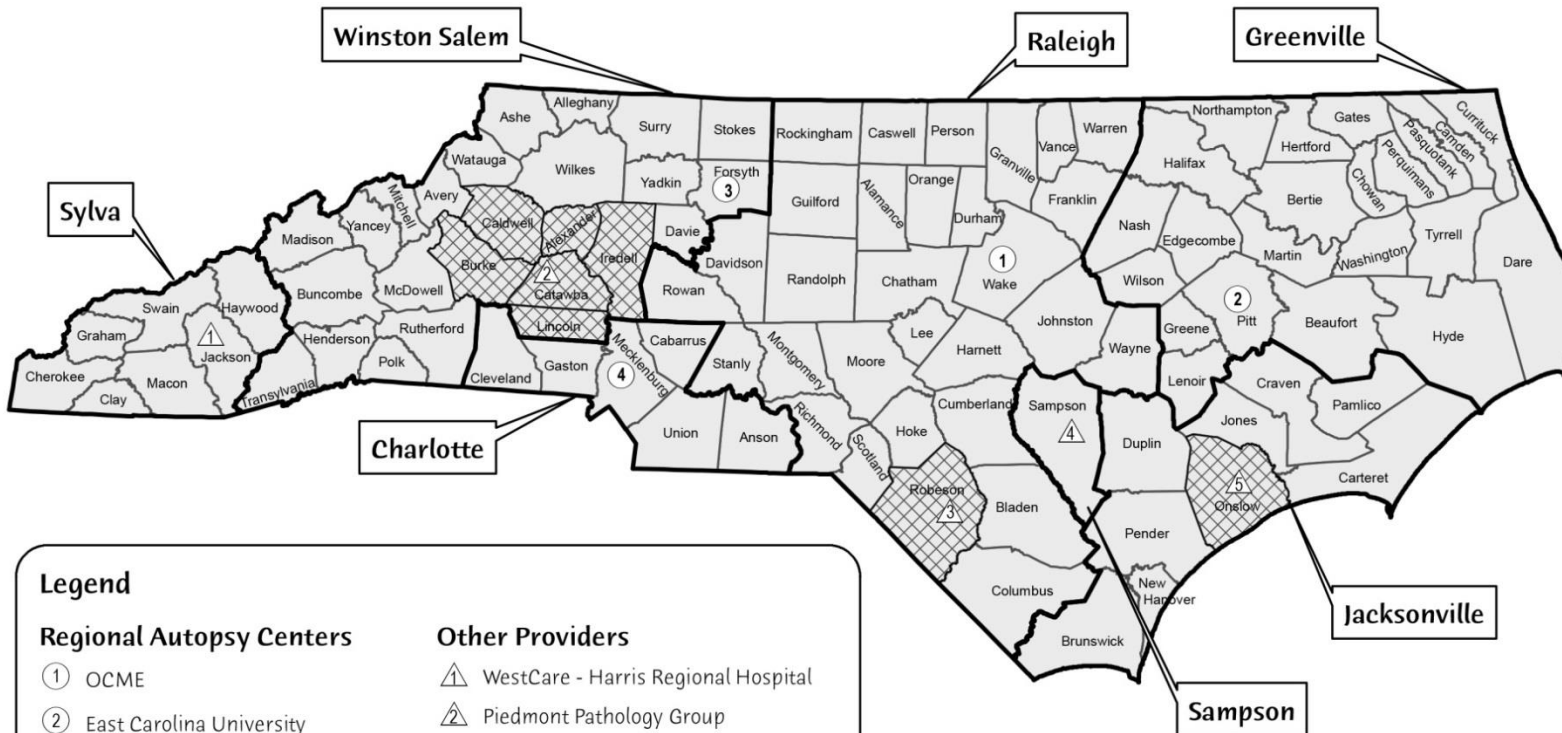 Winston Salem
Raleigh
Greenville
Sylva
Charlotte
Jacksonville
Sampson
Ashe
Alleghany
Surry
Stokes
Rockingham
Caswell
Person
Granville
Vance
Warren
Northampton
Gates
Currituck
Camden
Pasquotank
Perquimans
Hertford
Halifax
Watauga
Wilkes
Yadkin
Forsyth
3
Guilford
Alamance
Orange
Durham
Franklin
Nash
Bertie
Chowan
Mitchell
Avery
Caldwell
Alexander
Iredell
Davie
Davidson
Randolph
Chatham
1
Wake
Edgecombe
Martin
Washington
Tyrrell
Dare
Madison
Yancey
Burke
2
Catawba
Rowan
Wilson
2
Pitt
Beaufort
Hyde
Swain
Haywood
Buncombe
McDowell
Lincoln
Graham
1
Jackson
Henderson
Rutherford
Polk
Cleveland
Gaston
Mecklenburg
4
Cabarrus
Stanly
Montgomery
Moore
Lee
Harnett
Johnston
Wayne
Greene
Lenoir
Craven
Pamlico
Cherokee
Macon
Clay
Transylvania
Union
Anson
Richmond
Scotland
Hoke
Cumberland
Sampson
4
Duplin
Jones
Carteret
5
Onslow
Robeson
3
Bladen
Pender
Columbus
New
Hanover
Brunswick
Legend
Regional Autopsy Centers
1 OCME
2 East Carolina University
Other Providers
1 WestCare - Harris Regional Hospital
2 Piedmont Pathology Group